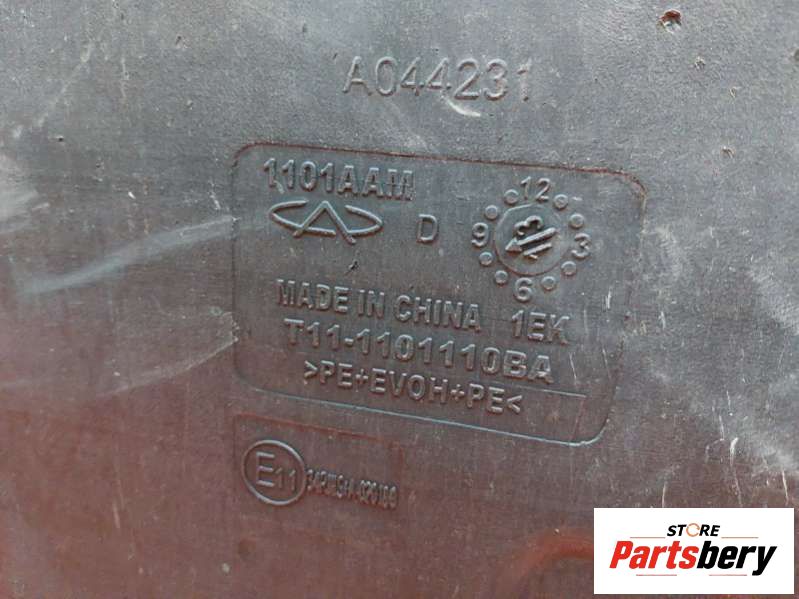 A044231
1101AAM
D
12
9 3
6
MADE IN CHINA 1EK
T11-1101110BA
>PE+EVOH+PE<
E11
STORE
Partsbery